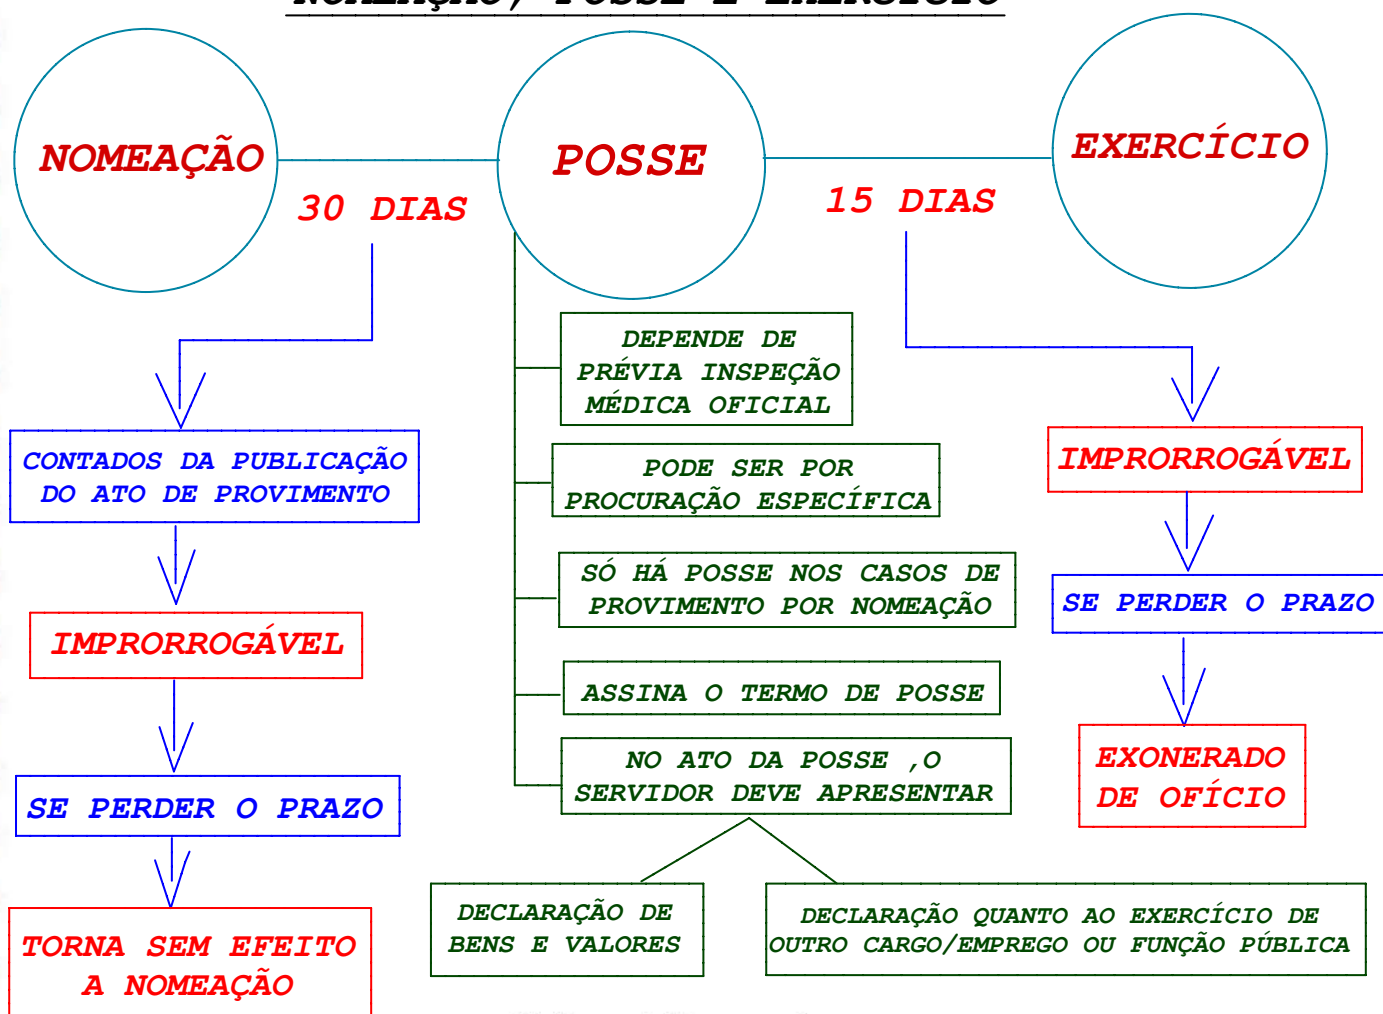 NOMEAÇÃO, POSSE E EXERCÍCIO
NOMEAÇÃO
POSSE
EXERCÍCIO
30 DIAS
15 DIAS
CONTADOS DA PUBLICAÇÃO
DO ATO DE PROVIMENTO
IMPRORROGÁVEL
SE PERDER O PRAZO
TORNA SEM EFEITO
A NOMEAÇÃO
DEPENDE DE
PRÉVIA INSPEÇÃO
MÉDICA OFICIAL
PODE SER POR
PROCURAÇÃO ESPECÍFICA
SÓ HÁ POSSE NOS CASOS DE
PROVIMENTO POR NOMEAÇÃO
ASSINA O TERMO DE POSSE
NO ATO DA POSSE ,O
SERVIDOR DEVE APRESENTAR
DECLARAÇÃO DE
BENS E VALORES
DECLARAÇÃO QUANTO AO EXERCÍCIO DE
OUTRO CARGO/EMPREGO OU FUNÇÃO PÚBLICA
IMPRORROGÁVEL
SE PERDER O PRAZO
EXONERADO
DE OFÍCIO